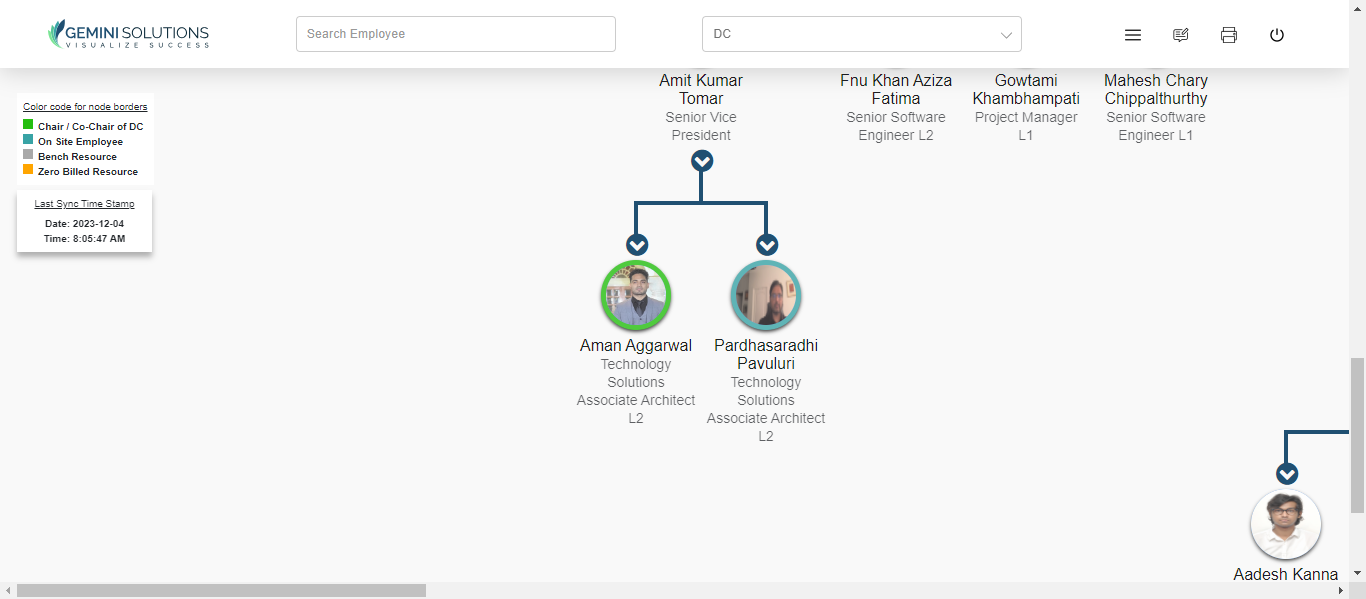 GEMINI SOLUTIONS
VISUALIZE SUCCESS
Search Employee
DC
Color code for node borders
Chair / Co-Chair of DC
On Site Employee
Bench Resource
Zero Billed Resource
Last Sync Time Stamp
Date: 2023-12-04
Time: 8:05:47 AM
Amit Kumar
Tomar
Senior Vice
President
Fnu Khan Aziza
Fatima
Senior Software
Engineer L2
Gowtami
Khambhampati
Project Manager
L1
Mahesh Chary
Chippalthurthy
Senior Software
Engineer L1
Aman Aggarwal
Technology
Solutions
Associate Architect
L2
Pardhasaradhi
Pavuluri
Technology
Solutions
Associate Architect
L2
Aadesh Kanna